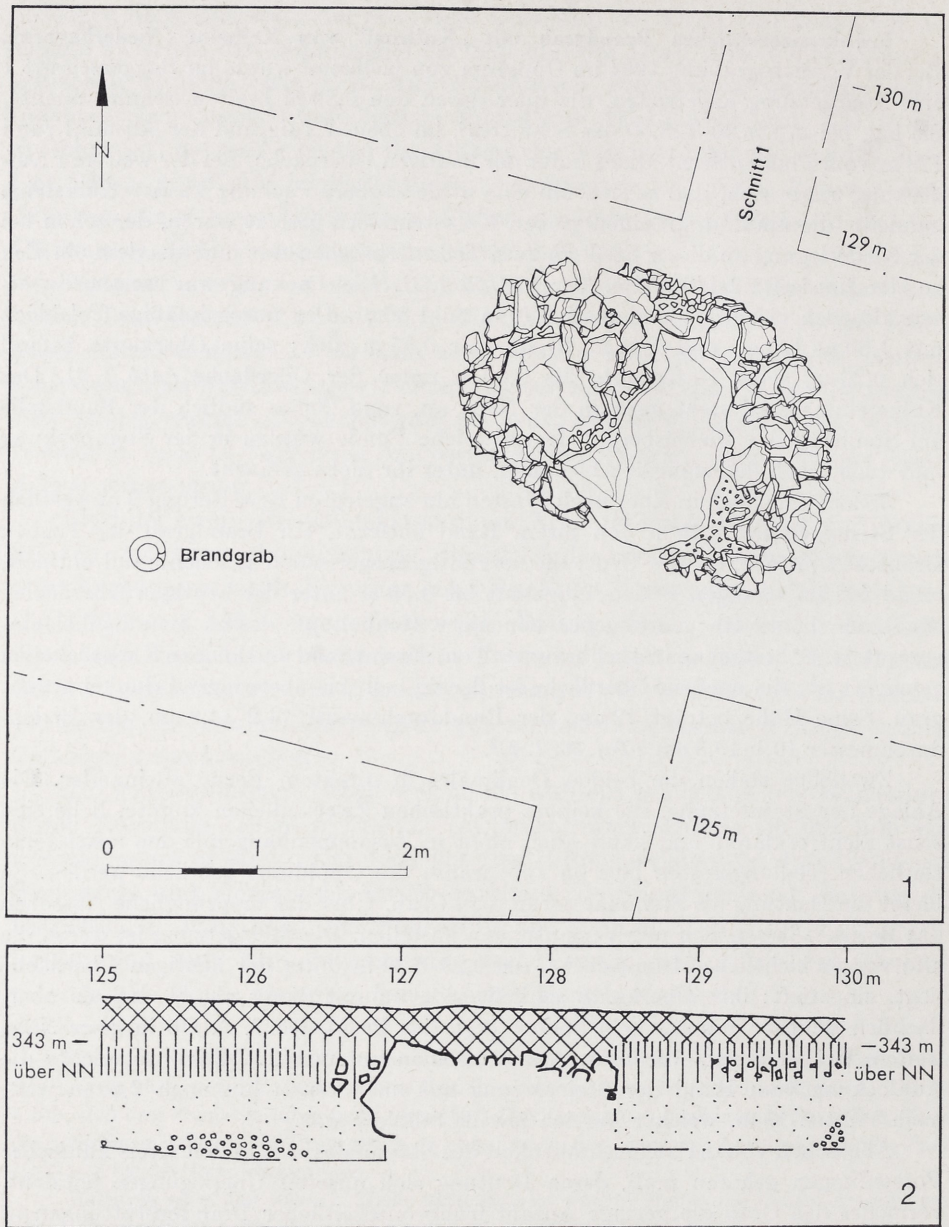 N
Schnitt 1
130 m
129 m
Brandgrab
125 m
0 1 2m
1
125 126 127 128 129 130 m
343 m
über NN
343 m
über NN
2